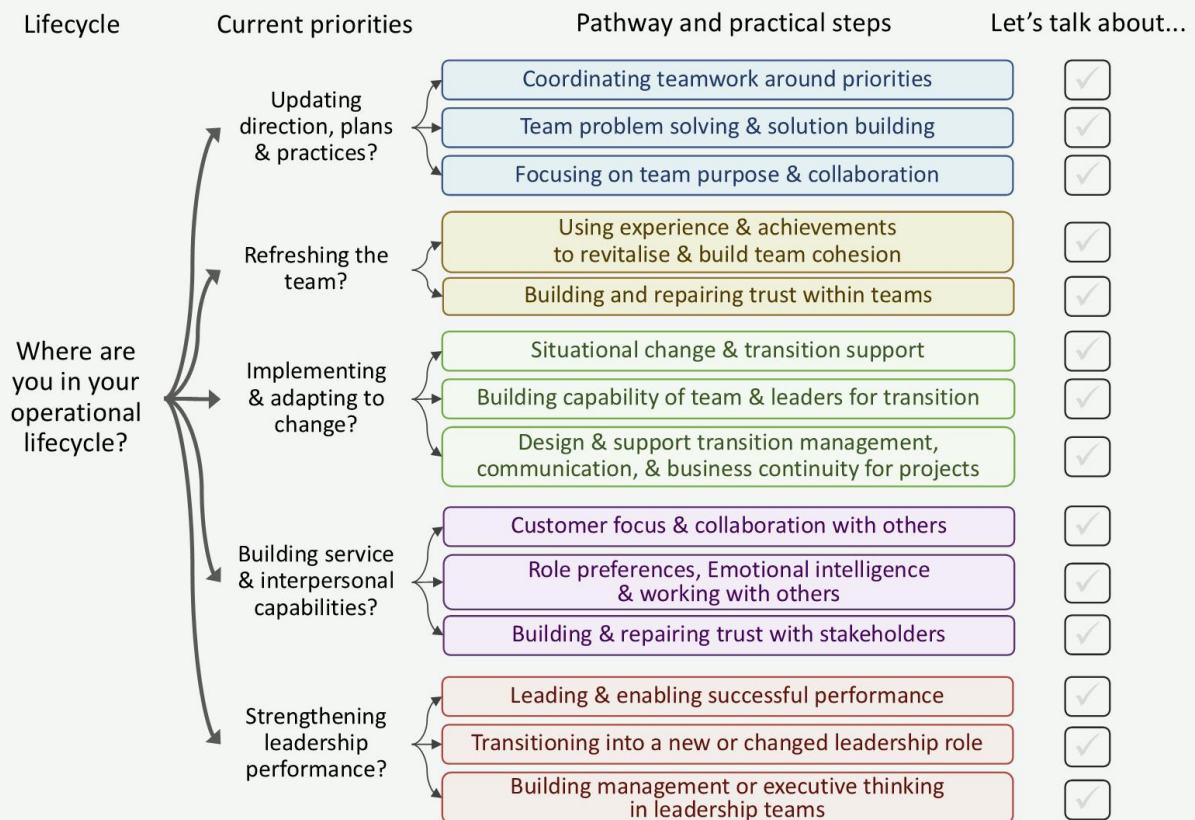 Lifecycle
Current priorities
Pathway and practical steps
Let's talk about...
Where are
you in your
operational
lifecycle?
Updating
direction, plans
& practices?
Coordinating teamwork around priorities
Team problem solving & solution building
Focusing on team purpose & collaboration
Refreshing the
team?
Using experience & achievements
to revitalise & build team cohesion
Building and repairing trust within teams
Implementing
& adapting to
change?
Situational change & transition support
Building capability of team & leaders for transition
Design & support transition management,
communication, & business continuity for projects
Building service
& interpersonal
capabilities?
Customer focus & collaboration with others
Role preferences, Emotional intelligence
& working with others
Building & repairing trust with stakeholders
Strengthening
leadership
performance?
Leading & enabling successful performance
Transitioning into a new or changed leadership role
Building management or executive thinking
in leadership teams